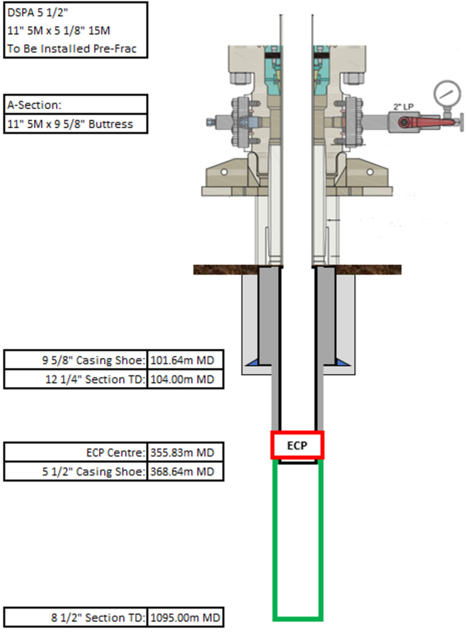 DSPA 5 1/2"
11" 5M x 5 1/8" 15M
To Be Installed Pre-Frac
A-Section:
11" 5M x 9 5/8" Buttress
2" LP
9 5/8" Casing Shoe: 101.64m MD
12 1/4" Section TD: 104.00m MD
ECP
ECP Centre: 355.83m MD
5 1/2" Casing Shoe: 368.64m MD
8 1/2" Section TD: 1095.00m MD